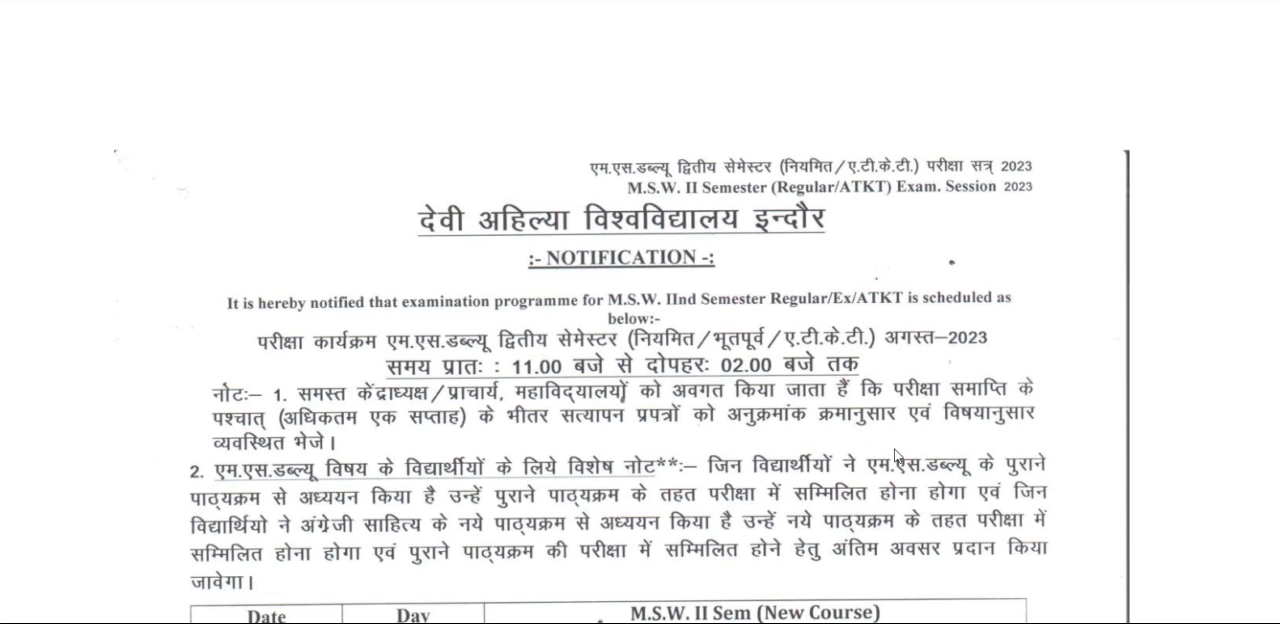 एम.एस.डब्ल्यू द्वितीय सेमेस्टर (नियमित/ए.टी.के.टी.) परीक्षा सत्र् 2023
M.S.W. II Semester (Regular/ATKT) Exam. Session 2023
देवी अहिल्या विश्वविद्यालय इन्दौर
:- NOTIFICATION -:
It is hereby notified that examination programme for M.S.W. IInd Semester Regular/Ex/ATKT is scheduled as
below:-
परीक्षा कार्यक्रम एम.एस.डब्ल्यू द्वितीय सेमेस्टर (नियमित/भूतपूर्व/ए.टी.के.टी.) अगस्त–2023
समय प्रातः : 11.00 बजे से दोपहरः 02.00 बजे तक
नोटः– 1. समस्त केंद्राध्यक्ष/प्राचार्य, महाविद्यालयों को अवगत किया जाता हैं कि परीक्षा समाप्ति के
पश्चात् (अधिकतम एक सप्ताह) के भीतर सत्यापन प्रपत्रों को अनुक्रमांक क्रमानुसार एवं विषयानुसार
व्यवस्थित भेजे।
2. एम.एस.डब्ल्यू विषय के विद्यार्थीयों के लिये विशेष नोट**:– जिन विद्यार्थीयों ने एम.एस.डब्ल्यू के पुराने
पाठ्यक्रम से अध्ययन किया है उन्हें पुराने पाठ्यक्रम के तहत परीक्षा में सम्मिलित होना होगा एवं जिन
विद्यार्थियो ने अंग्रेजी साहित्य के नये पाठ्यक्रम से अध्ययन किया है उन्हें नये पाठ्यक्रम के तहत परीक्षा में
सम्मिलित होना होगा एवं पुराने पाठ्यक्रम की परीक्षा में सम्मिलित होने हेतु अंतिम अवसर प्रदान किया
जावेगा।
Date Day M.S.W. II Sem (New Course)